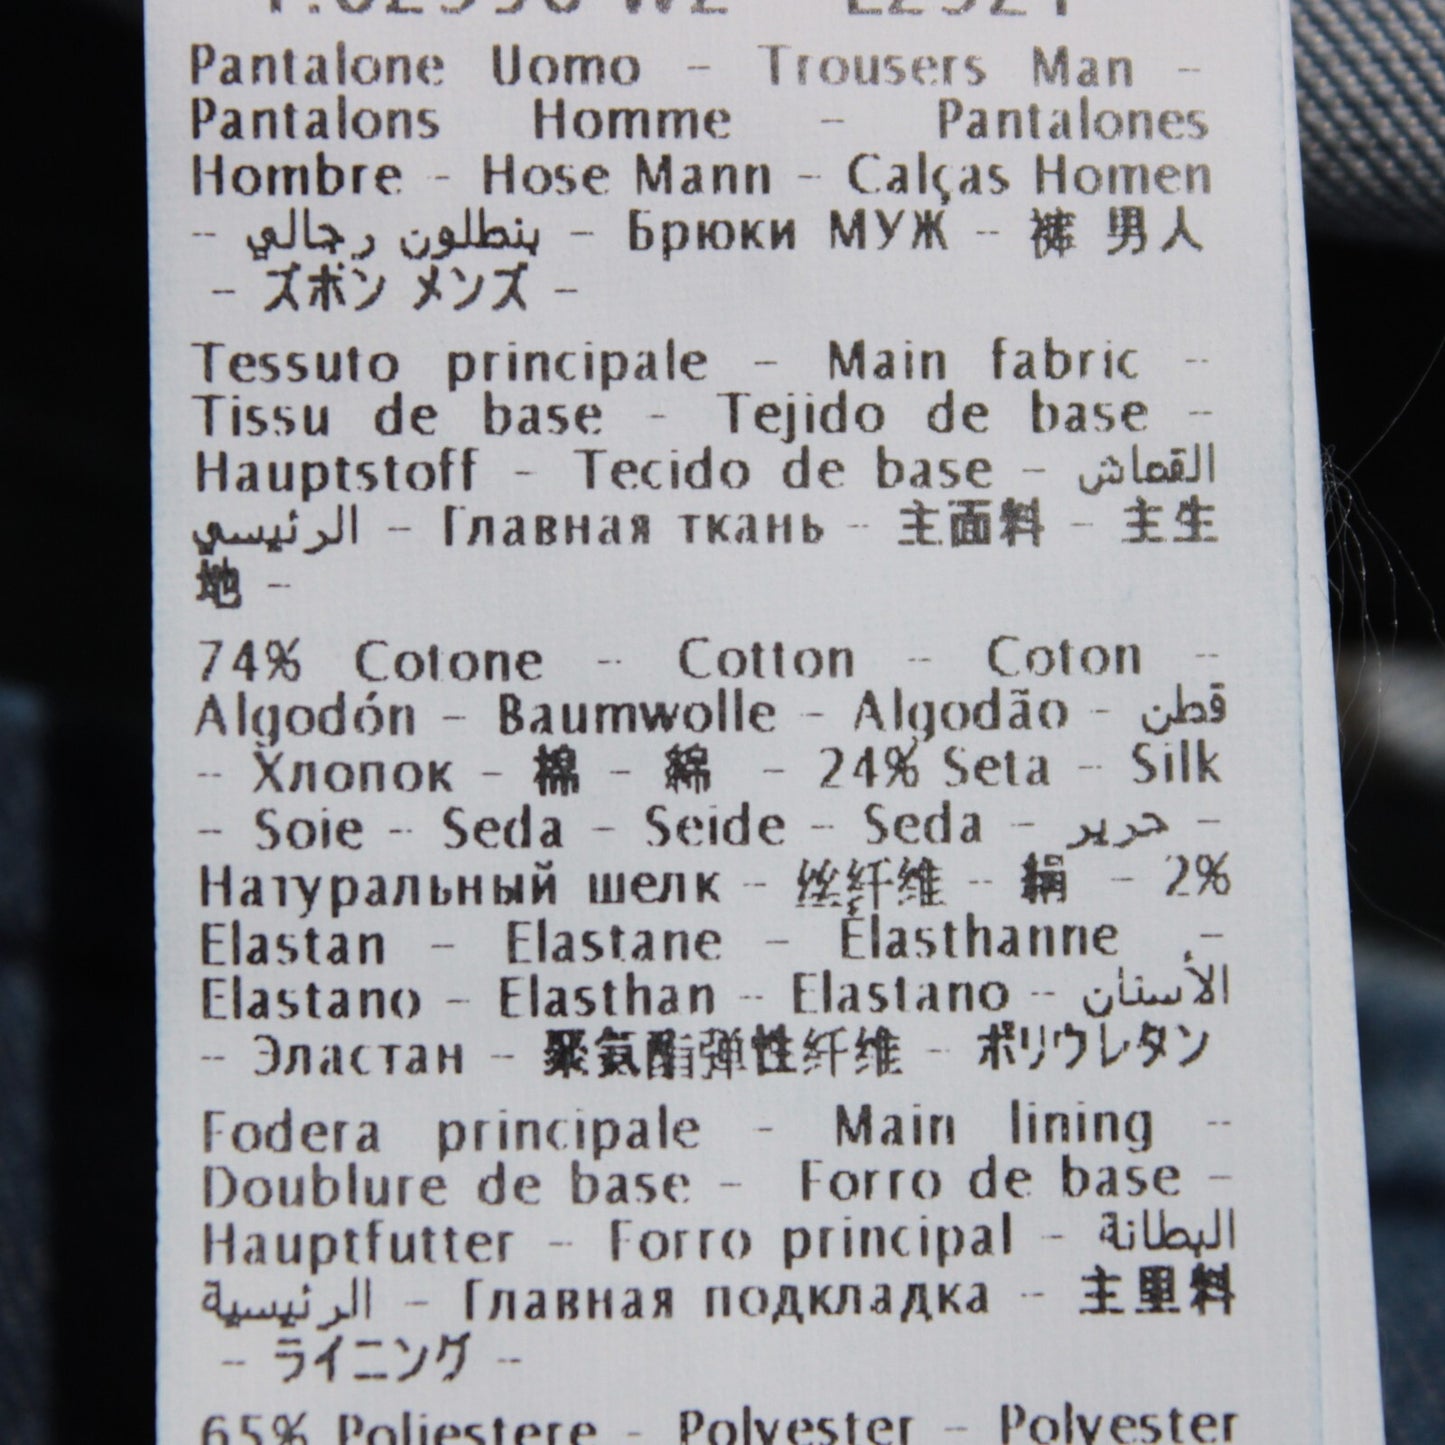 Pantalone Uomo - Trousers Man -
Pantalons Homme - Pantalones
Hombre - Hose Mann - Calças Homen
- بنطلون رجالي - Брюки МУЖ - 裤 男人
- ズボン メンズ -
Tessuto principale - Main fabric -
Tissu de base - Tejido de base -
Hauptstoff - Tecido de base - القماش
الرئيسي - Главная ткань - 主面料 - 主生
地 -
74% Cotone - Cotton - Coton -
Algodón - Baumwolle - Algodão - قطن
- Хлопок - 棉 - 綿 - 24% Seta - Silk
- Soie - Seda - Seide - Seda - حرير -
Натуральный шелк - 丝纤维 - 絹 - 2%
Elastan - Elastane - Élasthanne -
Elastano - Elasthan - Elastano - الأستان
- Эластан - 聚氨酯弹性纤维 - ポリウレタン
Fodera principale - Main lining -
Doublure de base - Forro de base -
Hauptfutter - Forro principal - البطانة
الرئيسية - Главная подкладка - 主里料
- ライニング -
65% Poliestere - Polyester - Polyester